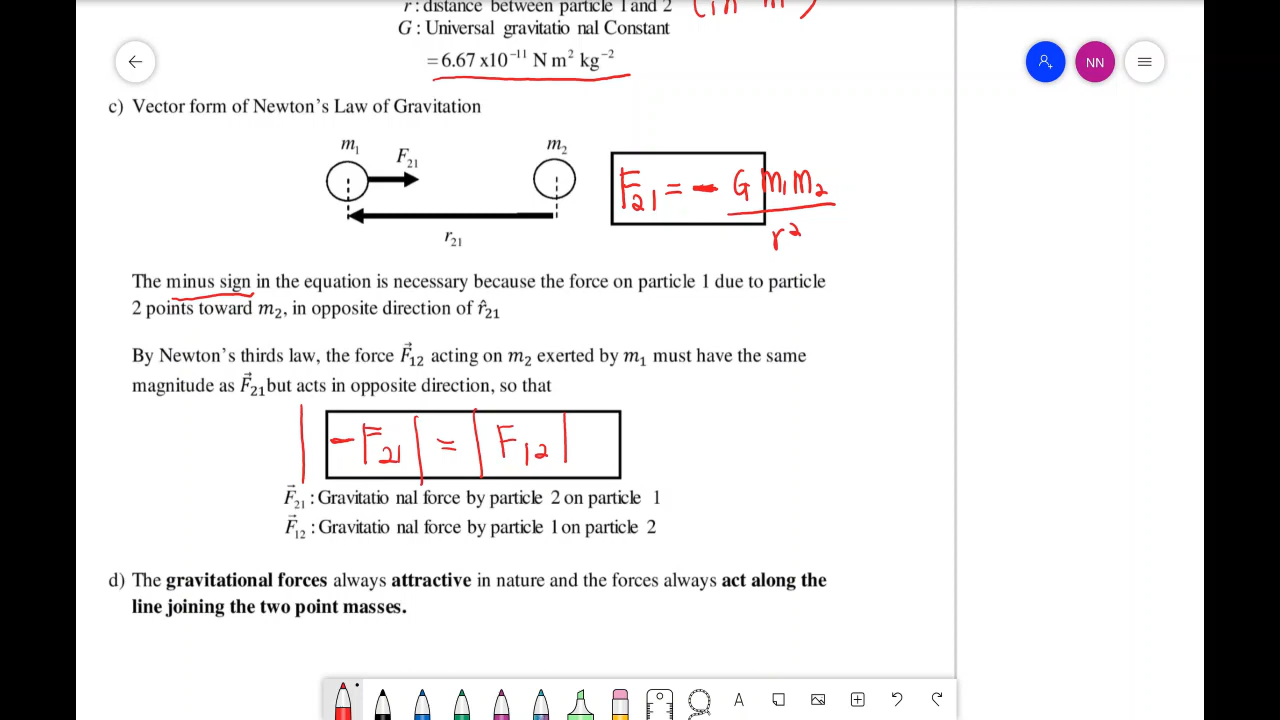 r : distance between particle 1 and 2 (in m)
G : Universal gravitatio nal Constant
= 6.67 x10⁻¹¹ N m² kg⁻²
NN
c) Vector form of Newton’s Law of Gravitation
m₁ F₂₁ m₂
F₂₁ = - G m₁ m₂ / r²
r₂₁
The minus sign in the equation is necessary because the force on particle 1 due to particle
2 points toward m₂, in opposite direction of r̂₂₁
By Newton’s thirds law, the force F⃗₁₂ acting on m₂ exerted by m₁ must have the same
magnitude as F⃗₂₁but acts in opposite direction, so that
|-F₂₁| = |F₁₂|
F⃗₂₁ : Gravitatio nal force by particle 2 on particle 1
F⃗₁₂ : Gravitatio nal force by particle 1 on particle 2
d) The gravitational forces always attractive in nature and the forces always act along the
line joining the two point masses.
A